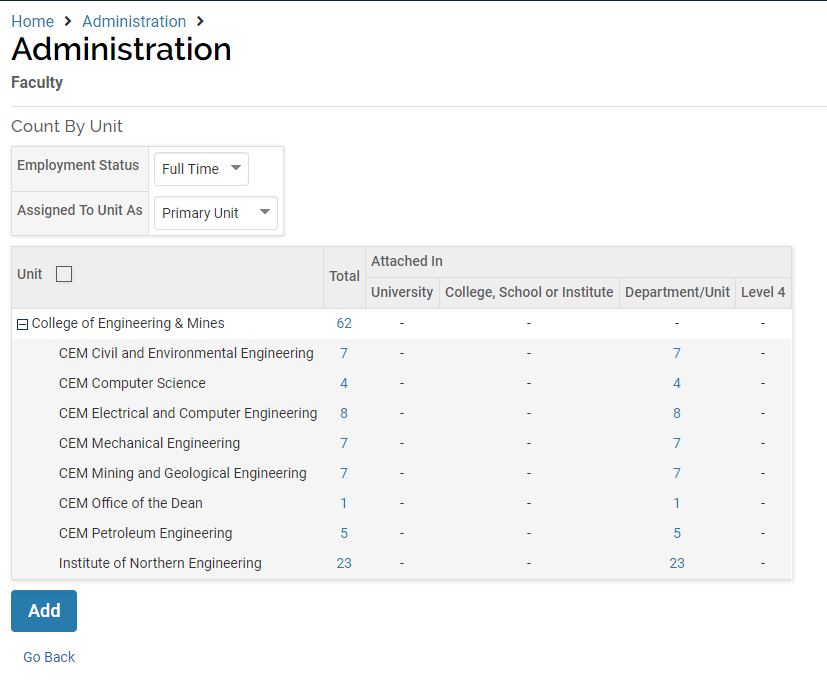 Home > Administration >
Administration
Faculty
Count By Unit
Employment Status Full Time
Assigned To Unit As Primary Unit
Unit Total Attached In
University College, School or Institute Department/Unit Level 4
College of Engineering & Mines 62 - - - -
CEM Civil and Environmental Engineering 7 - - 7 -
CEM Computer Science 4 - - 4 -
CEM Electrical and Computer Engineering 8 - - 8 -
CEM Mechanical Engineering 7 - - 7 -
CEM Mining and Geological Engineering 7 - - 7 -
CEM Office of the Dean 1 - - 1 -
CEM Petroleum Engineering 5 - - 5 -
Institute of Northern Engineering 23 - - 23 -
Add
Go Back